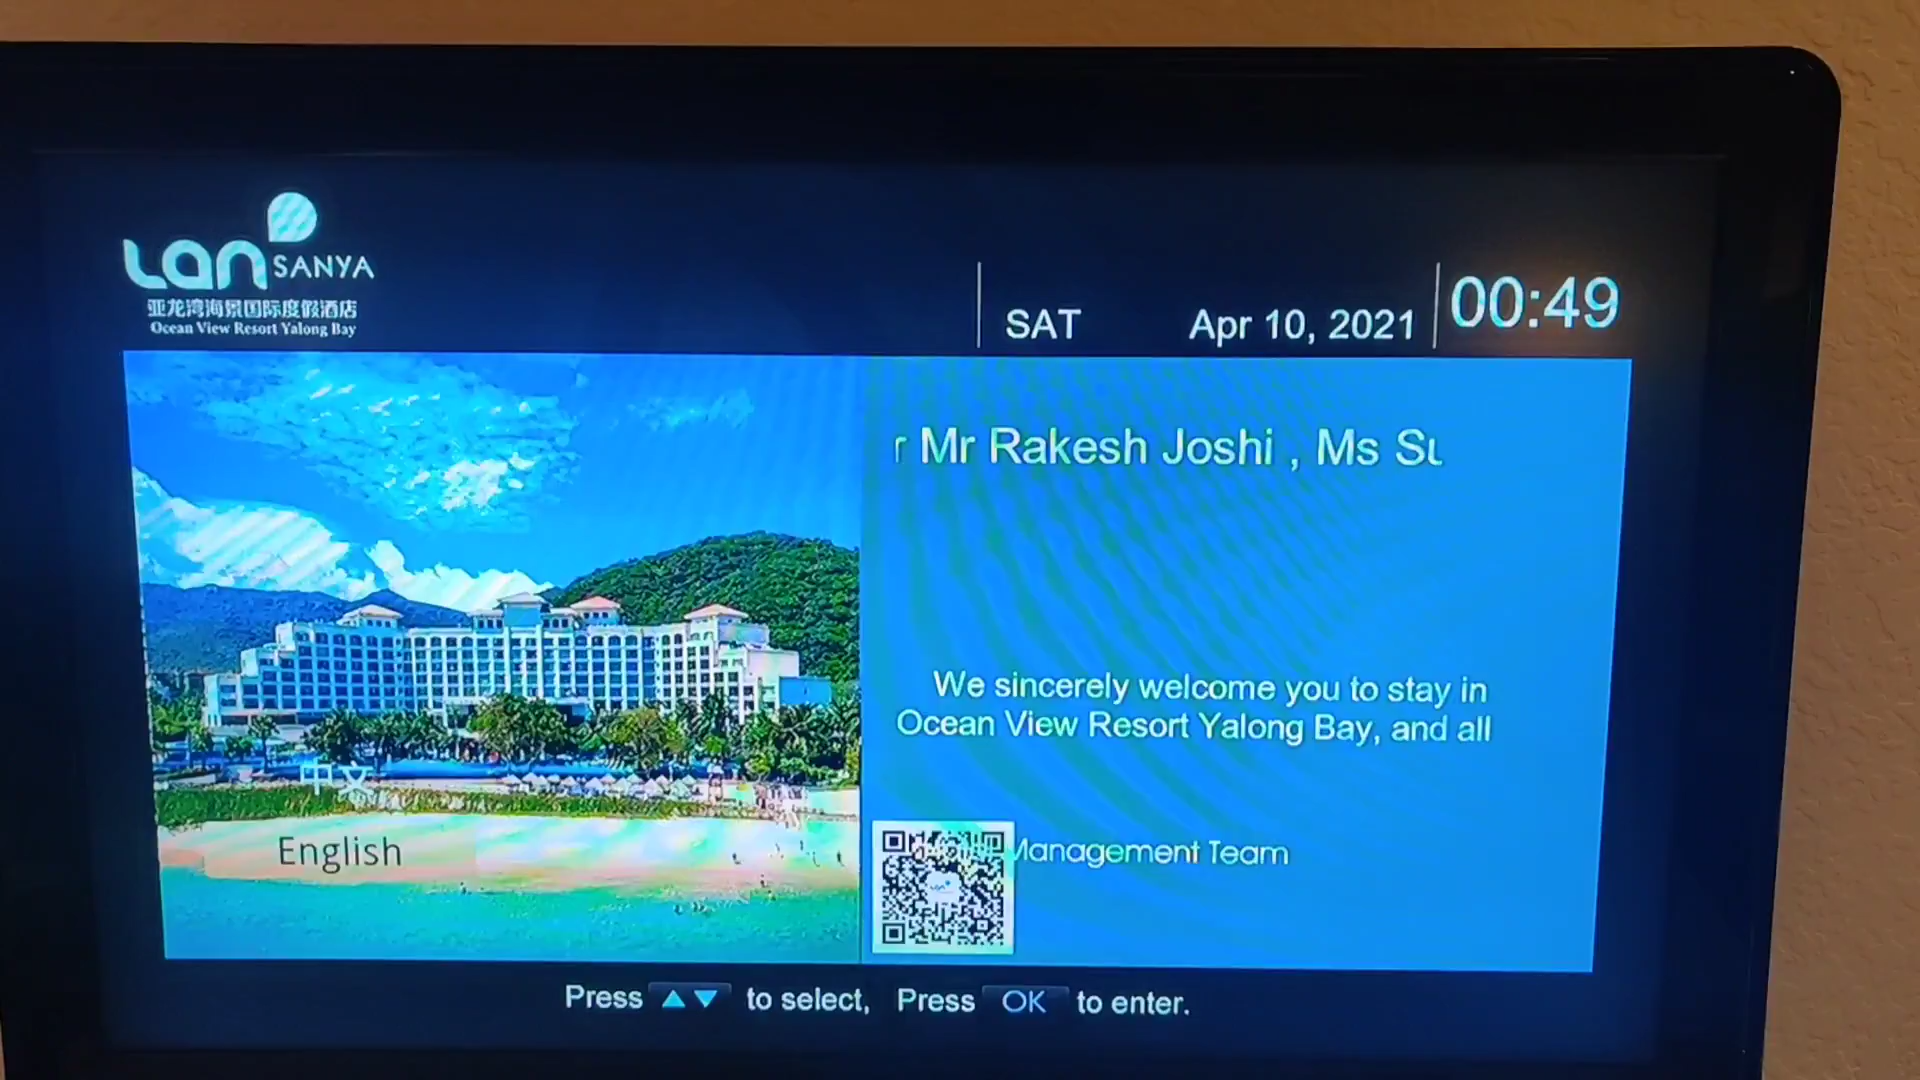 Lan SANYA
亚龙湾海景国际度假酒店
Ocean View Resort Yalong Bay
SAT Apr 10, 2021 00:49
r Mr Rakesh Joshi , Ms Su
We sincerely welcome you to stay in
Ocean View Resort Yalong Bay, and all
Management Team
中文
English
Press ▲▼ to select, Press OK to enter.